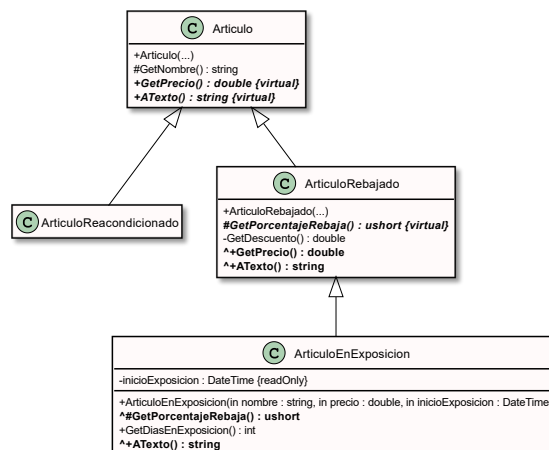 C Articulo
+Articulo(...)
#GetNombre() : string
+GetPrecio() : double {virtual}
+ATexto() : string {virtual}
C ArticuloReacondicionado
C ArticuloRebajado
+ArticuloRebajado(...)
#GetPorcentajeRebaja() : ushort {virtual}
-GetDescuento() : double
^+GetPrecio() : double
^+ATexto() : string
C ArticuloEnExposicion
-inicioExposicion : DateTime {readOnly}
+ArticuloEnExposicion(in nombre : string, in precio : double, in inicioExposicion : DateTime
^#GetPorcentajeRebaja() : ushort
+GetDiasEnExposicion() : int
^+ATexto() : string